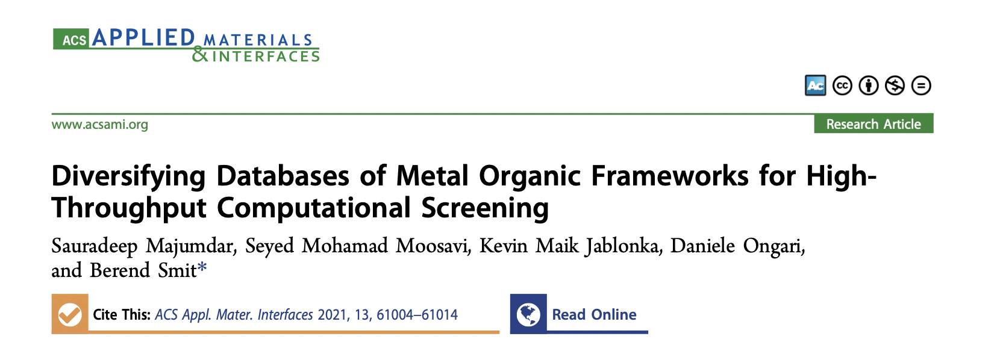 ACS APPLIED MATERIALS
& INTERFACES
Ac cc $ =
www.acsami.org
Research Article
Diversifying Databases of Metal Organic Frameworks for High-
Throughput Computational Screening
Sauradeep Majumdar, Seyed Mohamad Moosavi, Kevin Maik Jablonka, Daniele Ongari,
and Berend Smit*
Cite This: ACS Appl. Mater. Interfaces 2021, 13, 61004–61014
Read Online